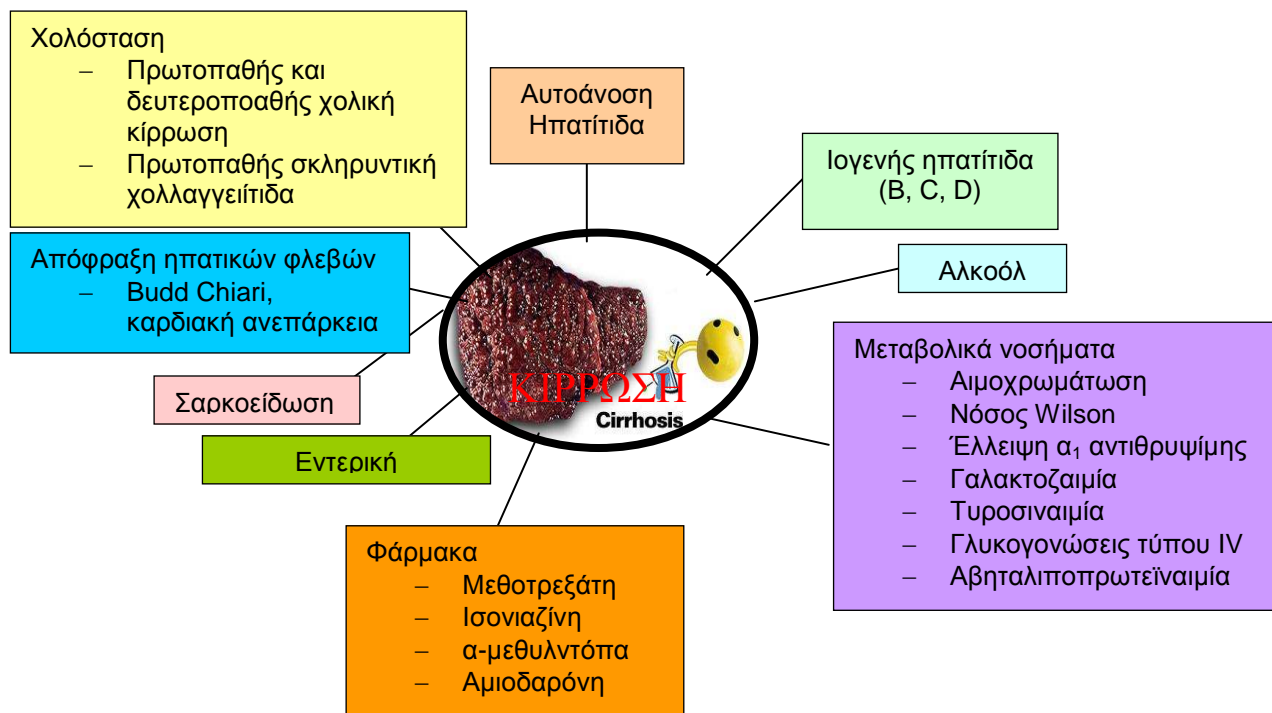 Χολόσταση
– Πρωτοπαθής και
δευτεροποαθής χολική
κίρρωση
– Πρωτοπαθής σκληρυντική
χολλαγγειίτιδα
Αυτοάνοση
Ηπατίτιδα
Ιογενής ηπατίτιδα
(B, C, D)
Απόφραξη ηπατικών φλεβών
– Budd Chiari,
καρδιακή ανεπάρκεια
Αλκοόλ
Σαρκοείδωση
Εντερική
ΚΙΡΡΩΣΗ
Cirrhosis
Μεταβολικά νοσήματα
– Αιμοχρωμάτωση
– Νόσος Wilson
– Έλλειψη α₁ αντιθρυψίμης
– Γαλακτοζαιμία
– Τυροσιναιμία
– Γλυκογονώσεις τύπου IV
– Αβηταλιποπρωτεϊναιμία
Φάρμακα
– Μεθοτρεξάτη
– Ισονιαζίνη
– α-μεθυλντόπα
– Αμιοδαρόνη